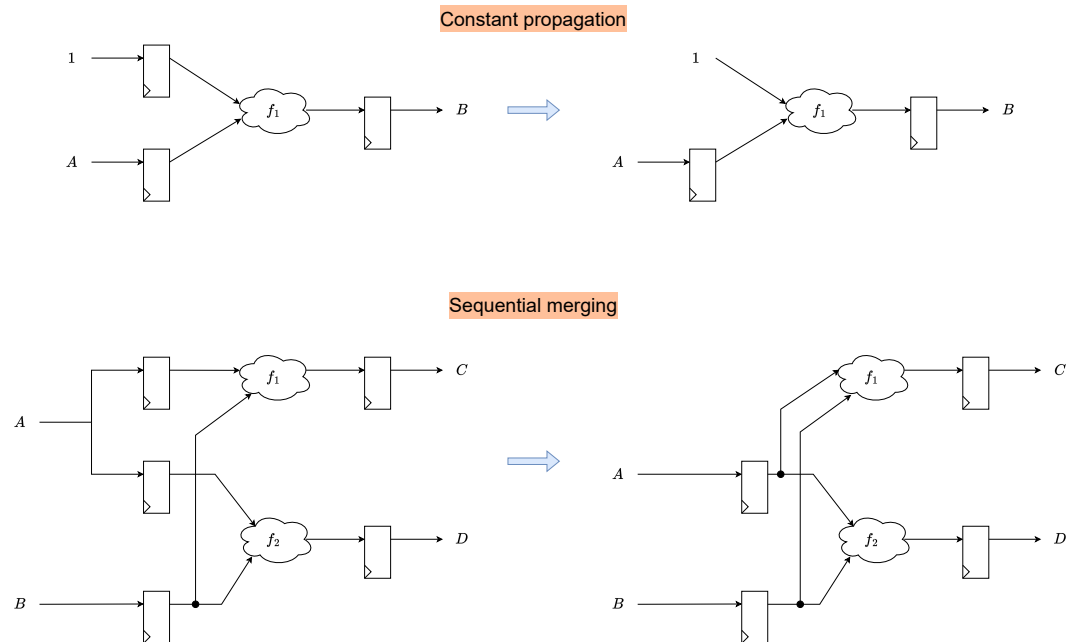 Constant propagation
1
A
f₁
B
1
A
f₁
B
Sequential merging
A
B
f₁
f₂
C
D
A
B
f₁
f₂
C
D